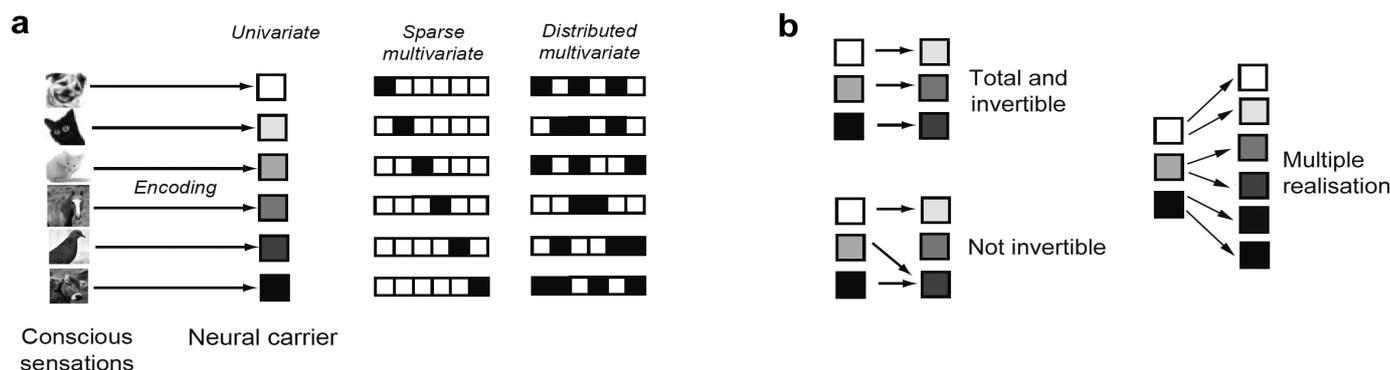 a
Univariate
Sparse
multivariate
Distributed
multivariate
Encoding
Conscious
sensations
Neural carrier
b
Total and
invertible
Not invertible
Multiple
realisation